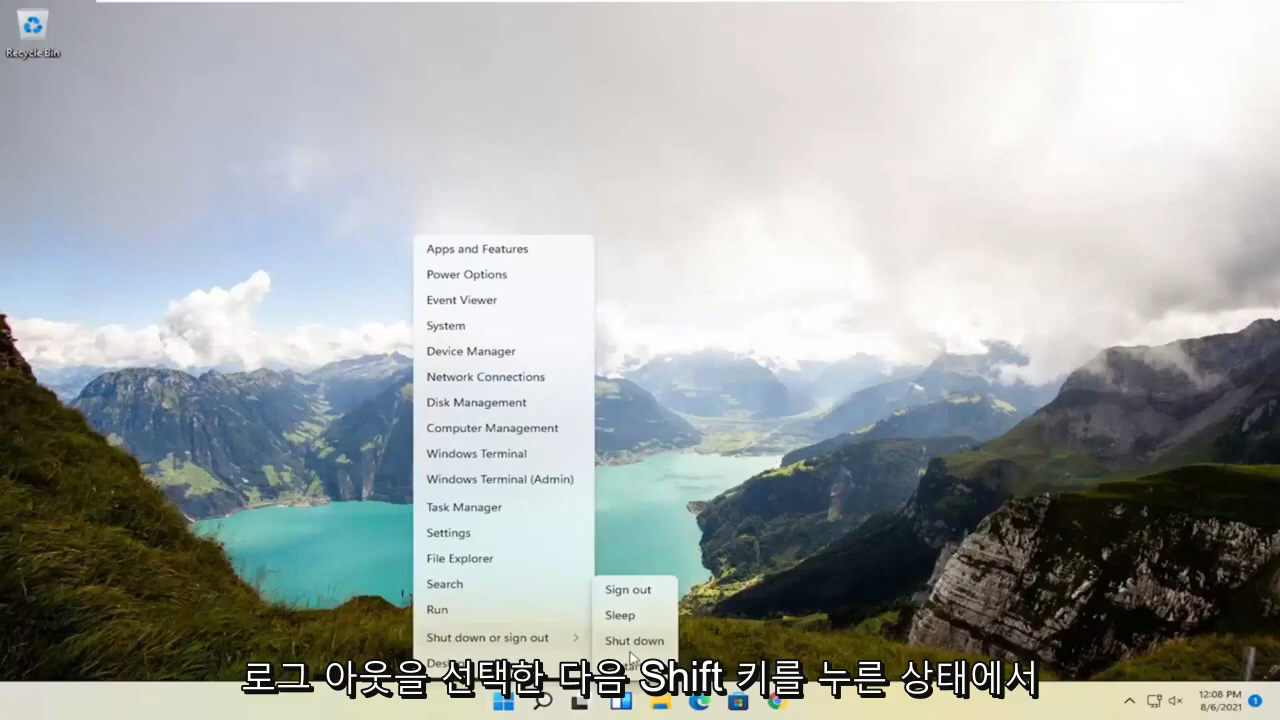 Recycle Bin
Apps and Features
Power Options
Event Viewer
System
Device Manager
Network Connections
Disk Management
Computer Management
Windows Terminal
Windows Terminal (Admin)
Task Manager
Settings
File Explorer
Search
Run
Shut down or sign out
Sign out
Sleep
Shut down
로그 아웃을 선택한 다음 Shift 키를 누른 상태에서
12:08 PM
8/6/2021
1